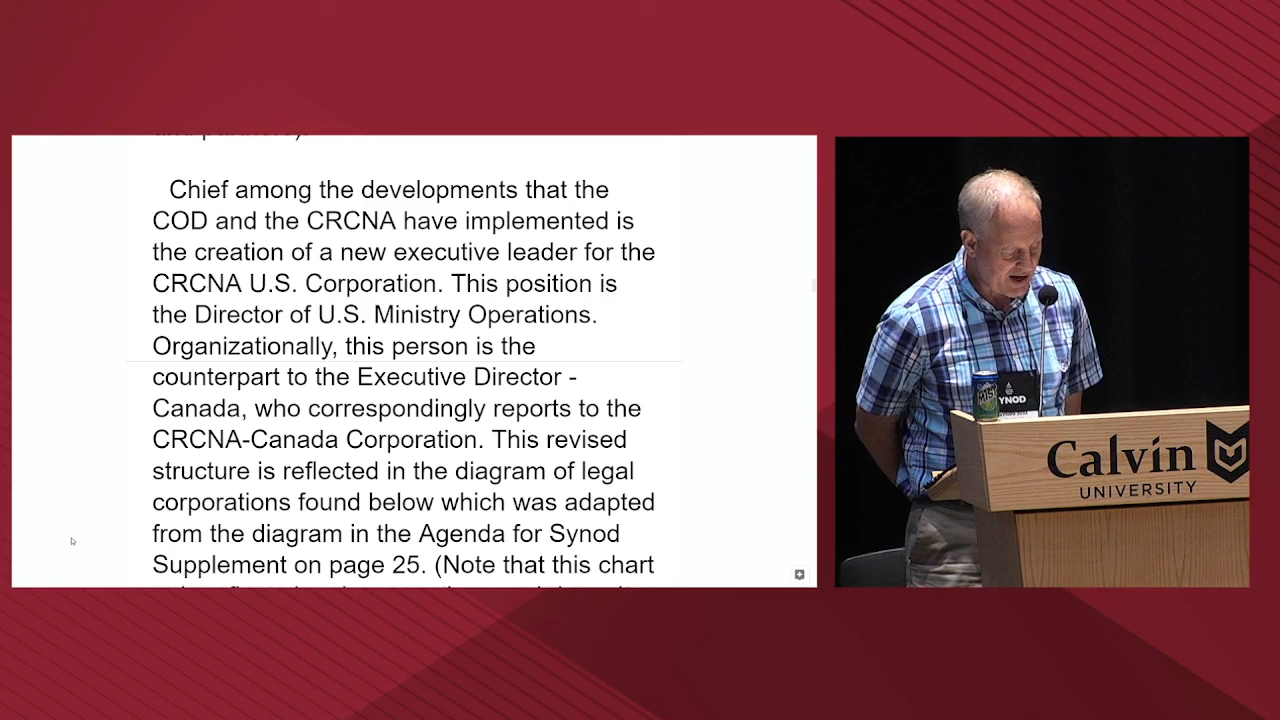 Chief among the developments that the
COD and the CRCNA have implemented is
the creation of a new executive leader for the
CRCNA U.S. Corporation. This position is
the Director of U.S. Ministry Operations.
Organizationally, this person is the
counterpart to the Executive Director -
Canada, who correspondingly reports to the
CRCNA-Canada Corporation. This revised
structure is reflected in the diagram of legal
corporations found below which was adapted
from the diagram in the Agenda for Synod
Supplement on page 25. (Note that this chart
MIST
YNOD
Calvin
UNIVERSITY